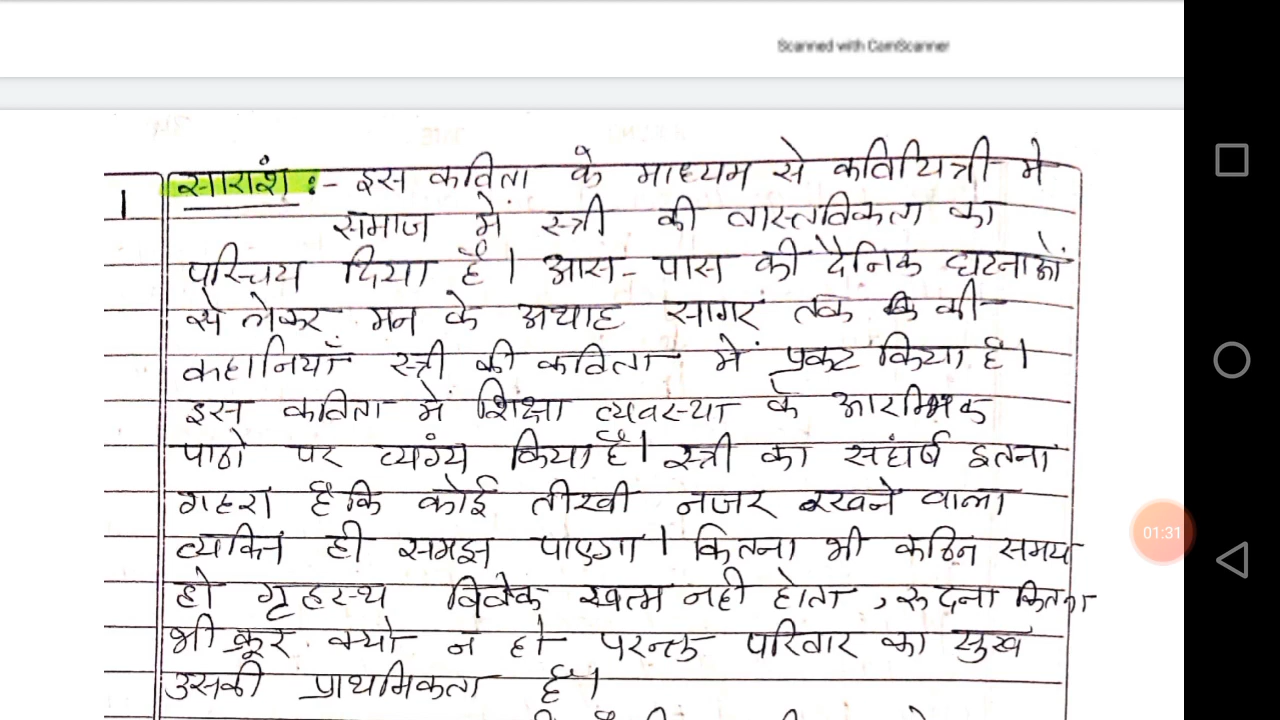 Scanned with CamScanner
1
सारांश :- इस कविता के माध्यम से कवियित्री मे
समाज में स्त्री की वास्तविकता का
परिचय दिया है। आस-पास की दैनिक घटनाओं
से लेकर मन के अथाह सागर तक की
कहानियाँ स्त्री की कविता में प्रकट किया है।
इस कविता में शिक्षा व्यवस्था के आरम्भिक
पाठो पर व्यंग्य किया है। स्त्री का संघर्ष इतना
गहरा है कि कोई तीखी नजर रखने वाला
व्यक्ति ही समझ पाएगा। कितना भी कठिन समय
हो गृहस्थ विवेक खत्म नही होता, रुदना कितना
भी क्रूर क्यो न हो परन्तु परिवार का सुख
उसकी प्राथमिकता है।
01:31